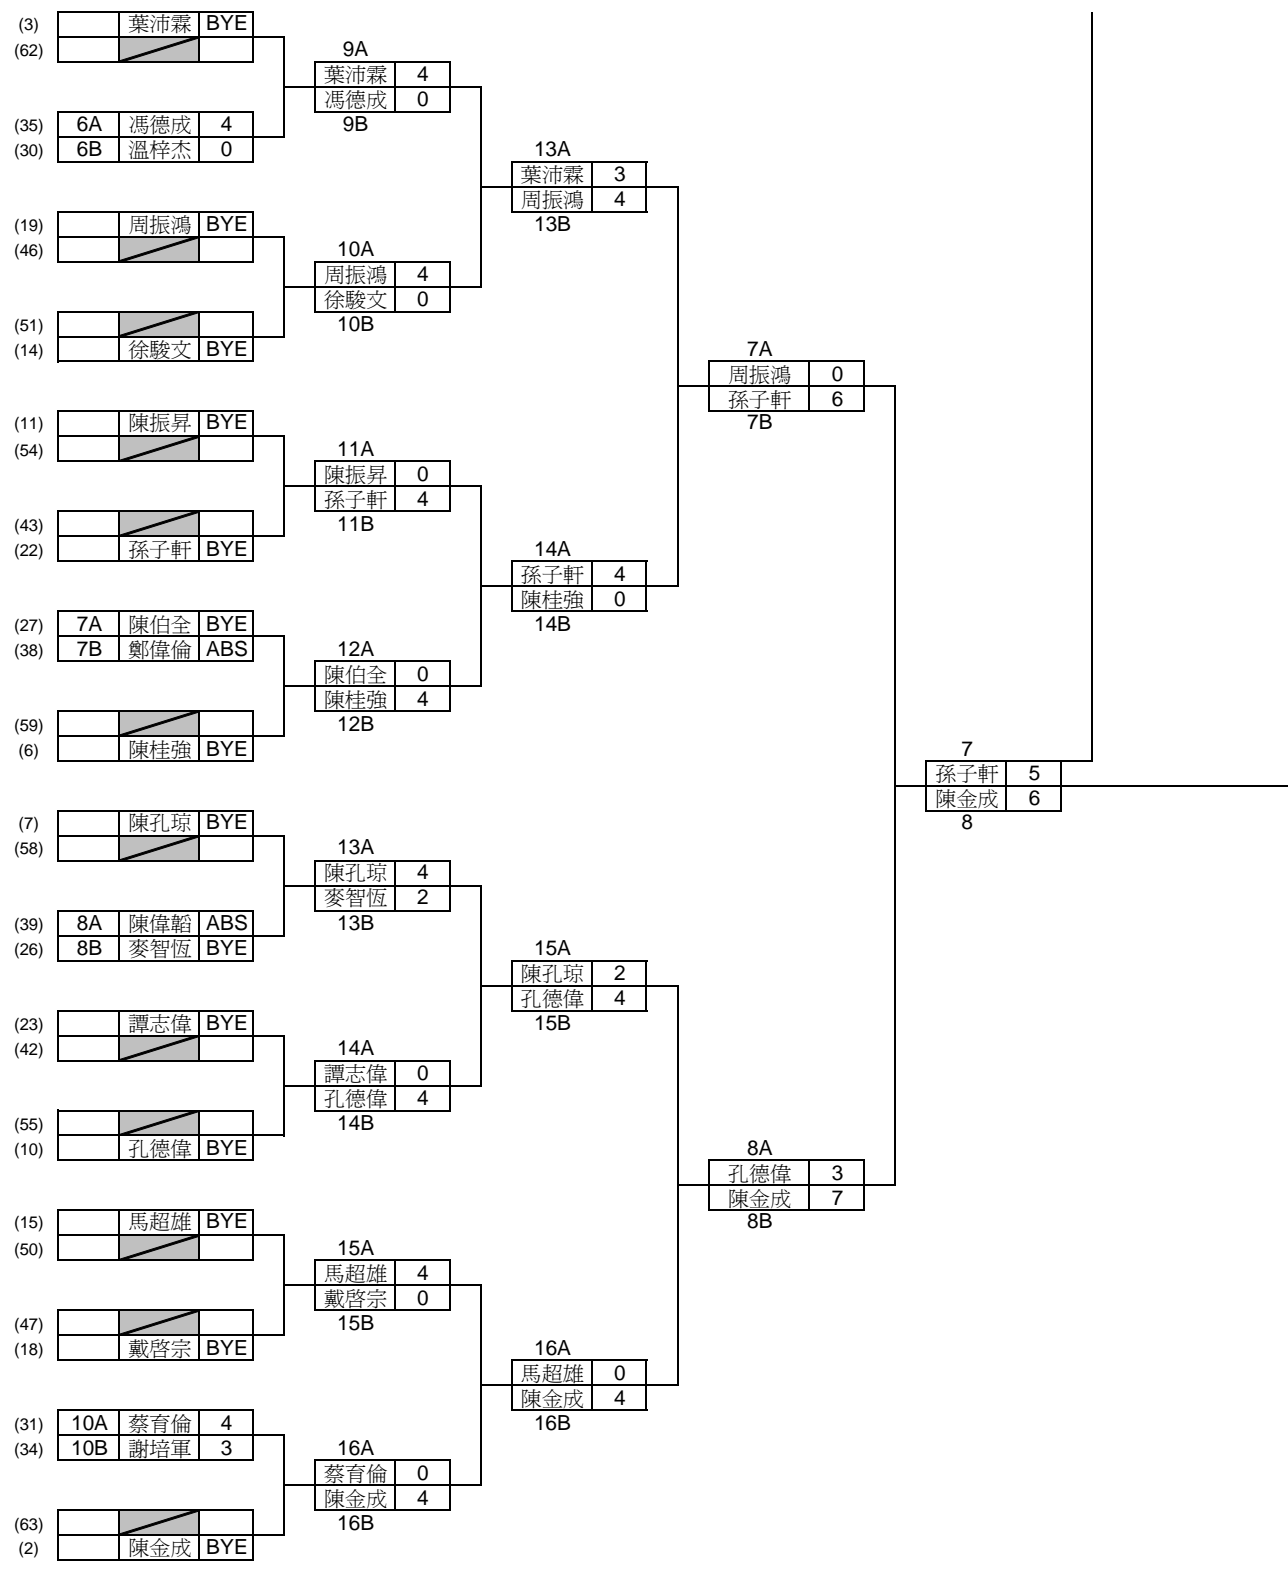 (3) 葉沛霖 BYE
(62)
9A
葉沛霖 4
馮德成 0
9B
(35) 6A 馮德成 4
(30) 6B 溫梓杰 0
13A
葉沛霖 3
周振鴻 4
13B
(19) 周振鴻 BYE
(46)
10A
周振鴻 4
徐駿文 0
10B
(51)
(14) 徐駿文 BYE
7A
周振鴻 0
孫子軒 6
7B
(11) 陳振昇 BYE
(54)
11A
陳振昇 0
孫子軒 4
11B
(43)
(22) 孫子軒 BYE
14A
孫子軒 4
陳桂強 0
14B
(27) 7A 陳伯全 BYE
(38) 7B 鄭偉倫 ABS
12A
陳伯全 0
陳桂強 4
12B
(59)
(6) 陳桂強 BYE
7
孫子軒 5
陳金成 6
8
(7) 陳孔琼 BYE
(58)
13A
陳孔琼 4
麥智恆 2
13B
(39) 8A 陳偉韜 ABS
(26) 8B 麥智恆 BYE
15A
陳孔琼 2
孔德偉 4
15B
(23) 譚志偉 BYE
(42)
14A
譚志偉 0
孔德偉 4
14B
(55)
(10) 孔德偉 BYE
8A
孔德偉 3
陳金成 7
8B
(15) 馬超雄 BYE
(50)
15A
馬超雄 4
戴啓宗 0
15B
(47)
(18) 戴啓宗 BYE
16A
馬超雄 0
陳金成 4
16B
(31) 10A 蔡育倫 4
(34) 10B 謝培軍 3
16A
蔡育倫 0
陳金成 4
16B
(63)
(2) 陳金成 BYE